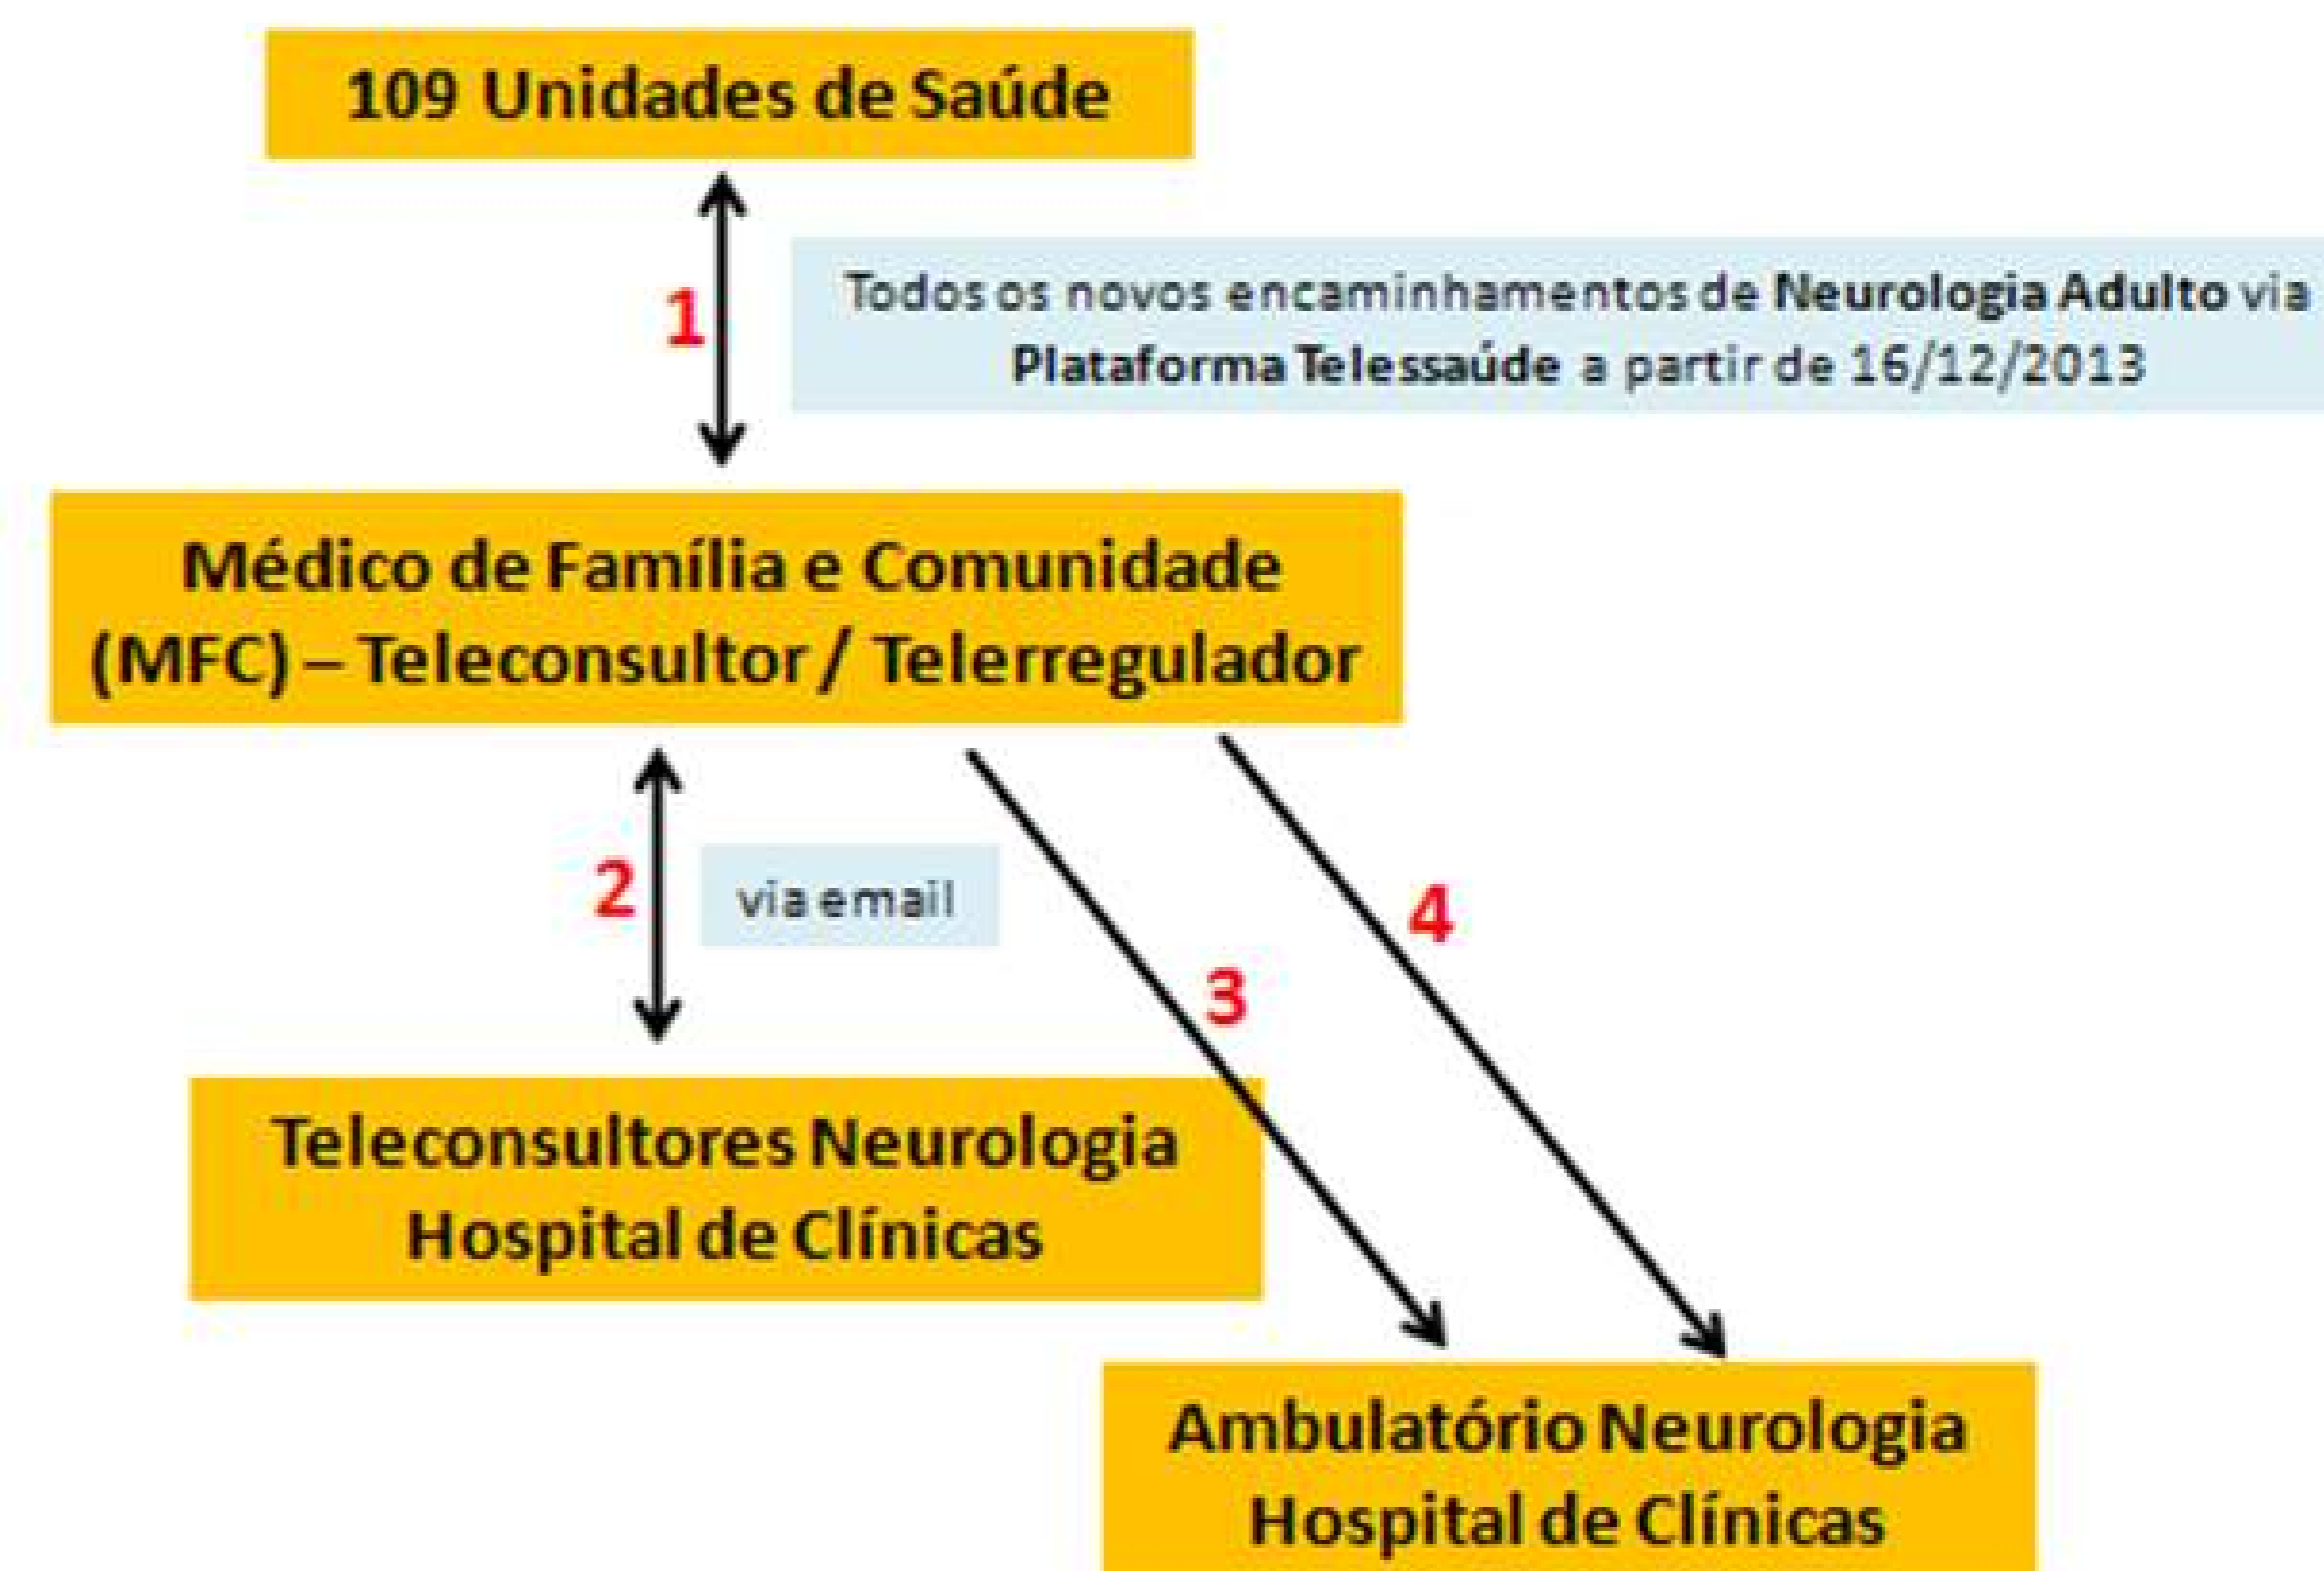 109 Unidades de Saúde
1
Todos os novos encaminhamentos de Neurologia Adulto via
Plataforma Telessaúde a partir de 16/12/2013
Médico de Família e Comunidade
(MFC) – Teleconsultor / Telerregulador
2
via email
3
4
Teleconsultores Neurologia
Hospital de Clínicas
Ambulatório Neurologia
Hospital de Clínicas